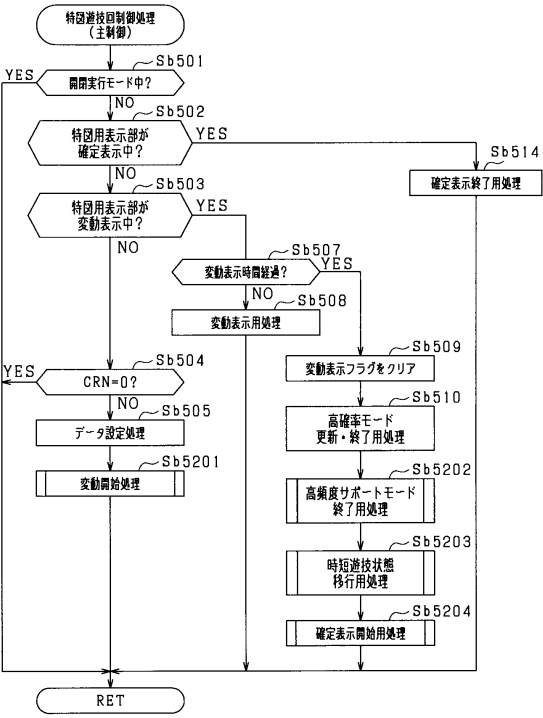 特図遊技回制御処理
(主制御)
Sb501
開閉実行モード中?
YES
NO
Sb502
特図用表示部が
確定表示中?
YES
NO
Sb514
確定表示終了用処理
Sb503
特図用表示部が
変動表示中?
YES
NO
Sb507
変動表示時間経過?
YES
NO
Sb508
変動表示用処理
Sb509
変動表示フラグをクリア
Sb504
CRN=0?
YES
NO
Sb510
高確率モード
更新・終了用処理
Sb505
データ設定処理
Sb5201
変動開始処理
Sb5202
高頻度サポートモード
終了用処理
Sb5203
時短遊技状態
移行用処理
Sb5204
確定表示開始用処理
RET